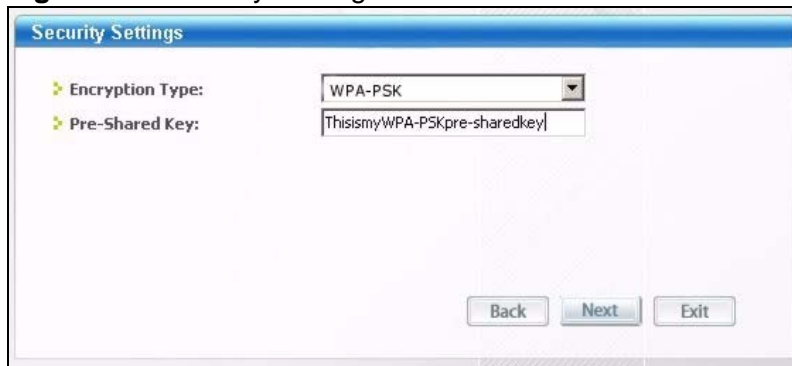 Security Settings
Encryption Type: WPA-PSK
Pre-Shared Key: ThisismyWPA-PSKpre-sharedkey
Back Next Exit